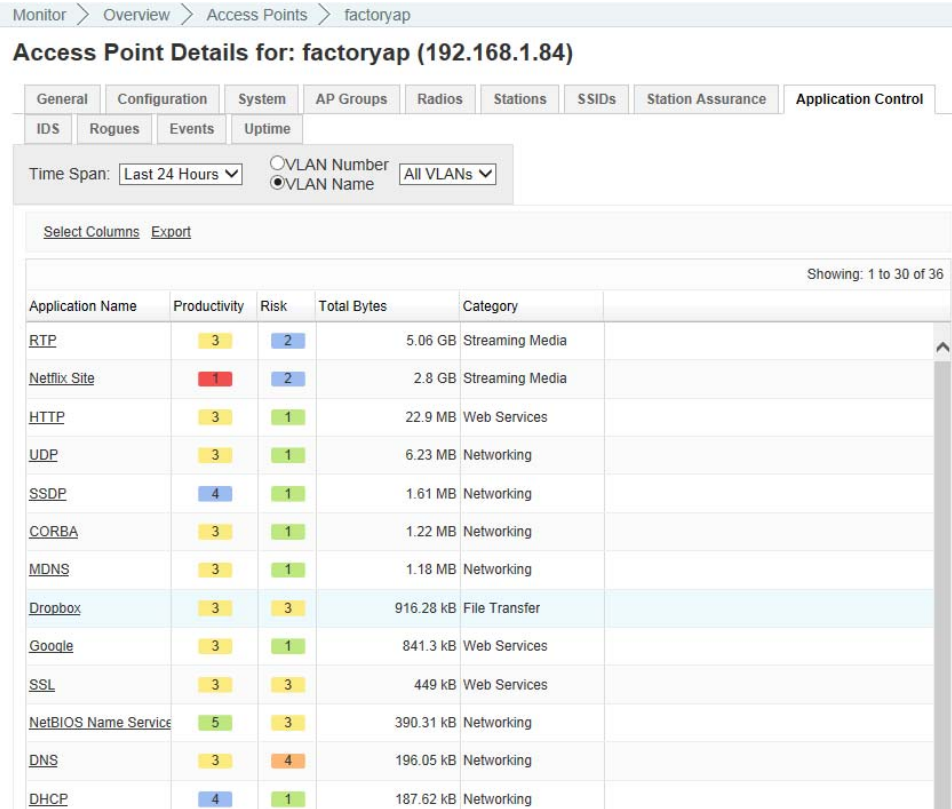 Monitor > Overview > Access Points > factoryap
Access Point Details for: factoryap (192.168.1.84)
General Configuration System AP Groups Radios Stations SSIDs Station Assurance Application Control
IDS Rogues Events Uptime
Time Span: Last 24 Hours VLAN Number VLAN Name All VLANs
Select Columns Export
Showing: 1 to 30 of 36
Application Name Productivity Risk Total Bytes Category
RTP 3 2 5.06 GB Streaming Media
Netflix Site 1 2 2.8 GB Streaming Media
HTTP 3 1 22.9 MB Web Services
UDP 3 1 6.23 MB Networking
SSDP 4 1 1.61 MB Networking
CORBA 3 1 1.22 MB Networking
MDNS 3 1 1.18 MB Networking
Dropbox 3 3 916.28 kB File Transfer
Google 3 1 841.3 kB Web Services
SSL 3 3 449 kB Web Services
NetBIOS Name Service 5 3 390.31 kB Networking
DNS 3 4 196.05 kB Networking
DHCP 4 1 187.62 kB Networking